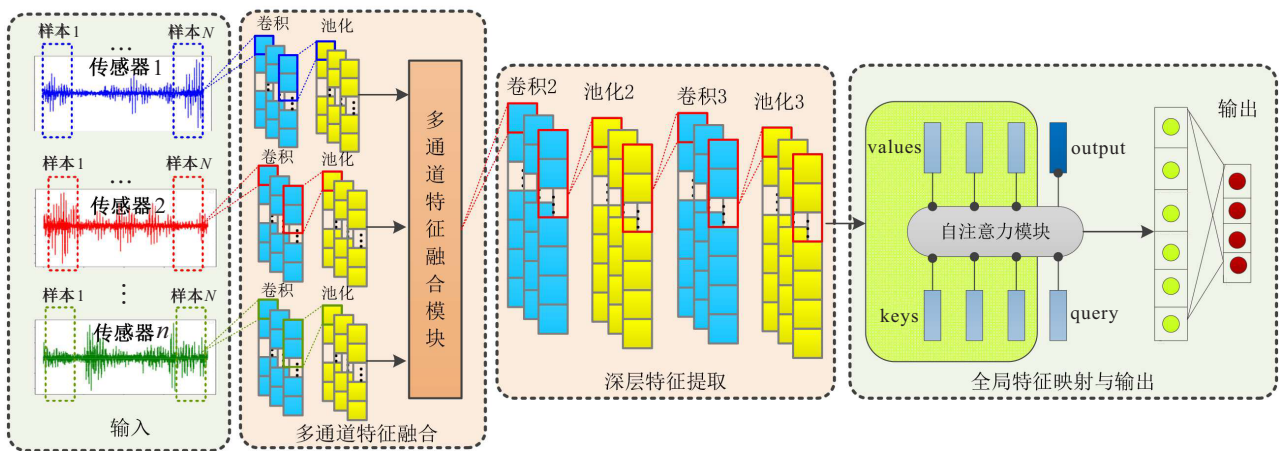 样本1
...
样本N
传感器1
样本1
...
样本N
传感器2
样本1
样本N
传感器n
输入
卷积
池化
卷积
池化
卷积
池化
多通道特征融合模块
多通道特征融合
卷积2
池化2
卷积3
池化3
深层特征提取
values
output
自注意力模块
keys
query
输出
全局特征映射与输出